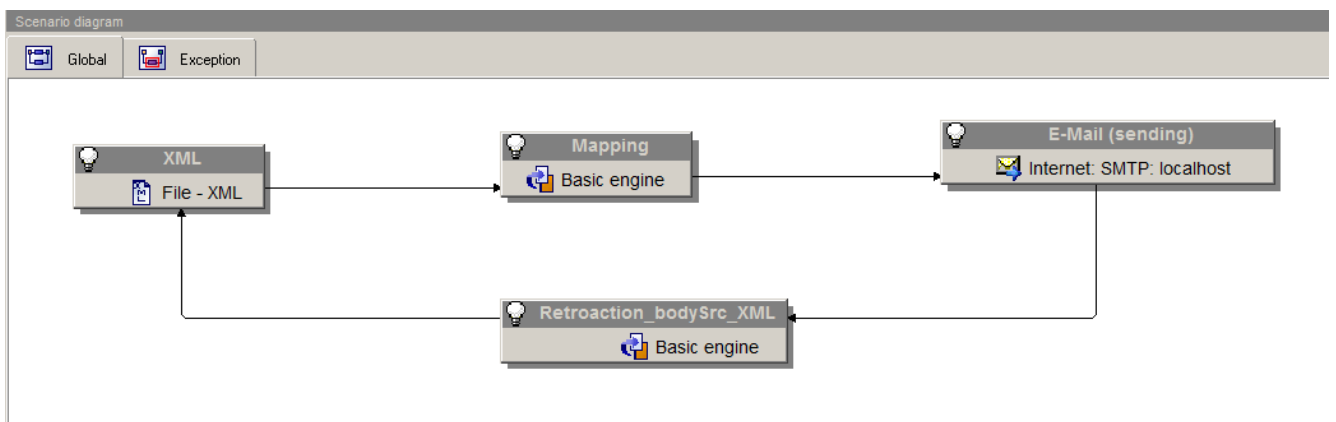 Scenario diagram
Global
Exception
XML
File - XML
Mapping
Basic engine
E-Mail (sending)
Internet: SMTP: localhost
Retroaction_bodySrc_XML
Basic engine